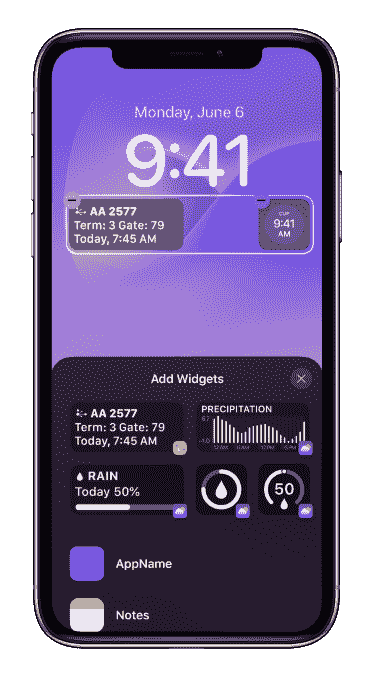 Monday, June 6
9:41
AA 2577
Term: 3 Gate: 79
Today, 7:45 AM
CUP
9:41
AM
Add Widgets
AA 2577
Term: 3 Gate: 79
Today, 7:45 AM
PRECIPITATION
RAIN
Today 50%
50
AppName
Notes